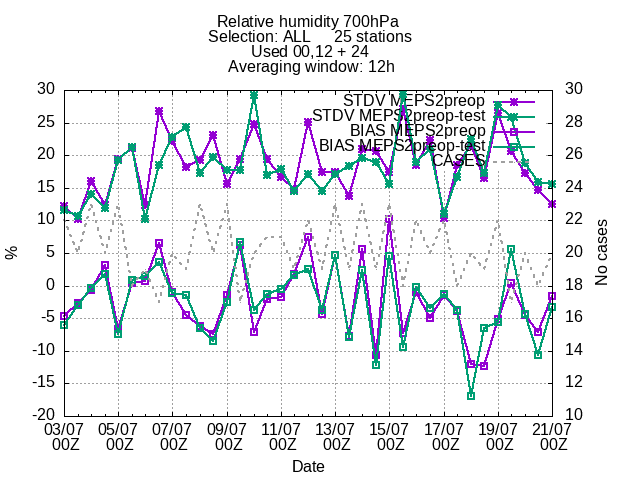 Relative humidity 700hPa
Selection: ALL 25 stations
Used 00,12 + 24
Averaging window: 12h
30 30
25 28
20 26
15 24
10 22
5 20
0 18
-5 16
-10 14
-15 12
-20 10
%
No cases
STDV MEPS2preop
STDV MEPS2preop-test
BIAS MEPS2preop
BIAS MEPS2preop-test
CASES
03/07 05/07 07/07 09/07 11/07 13/07 15/07 17/07 19/07 21/07
00Z 00Z 00Z 00Z 00Z 00Z 00Z 00Z 00Z 00Z
Date